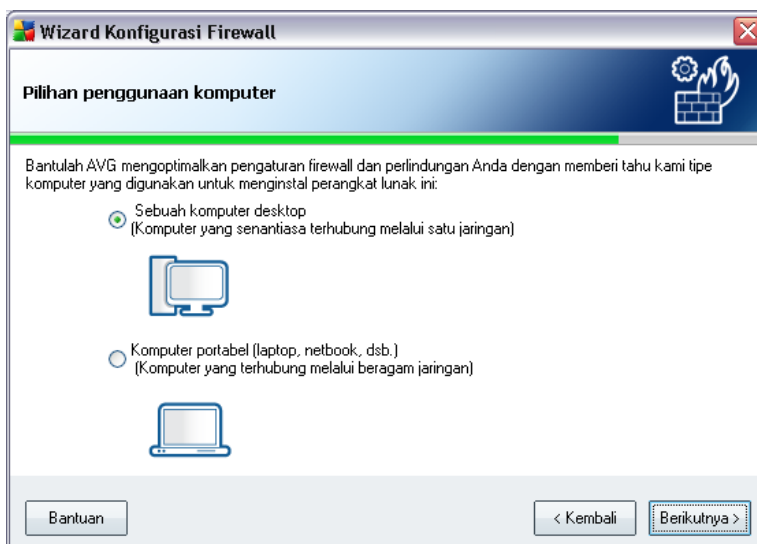 Wizard Konfigurasi Firewall
Pilihan penggunaan komputer
Bantulah AVG mengoptimalkan pengaturan firewall dan perlindungan Anda dengan memberi tahu kami tipe
komputer yang digunakan untuk menginstal perangkat lunak ini:
Sebuah komputer desktop
(Komputer yang senantiasa terhubung melalui satu jaringan)
Komputer portabel (laptop, netbook, dsb.)
(Komputer yang terhubung melalui beragam jaringan)
Bantuan
< Kembali
Berikutnya >